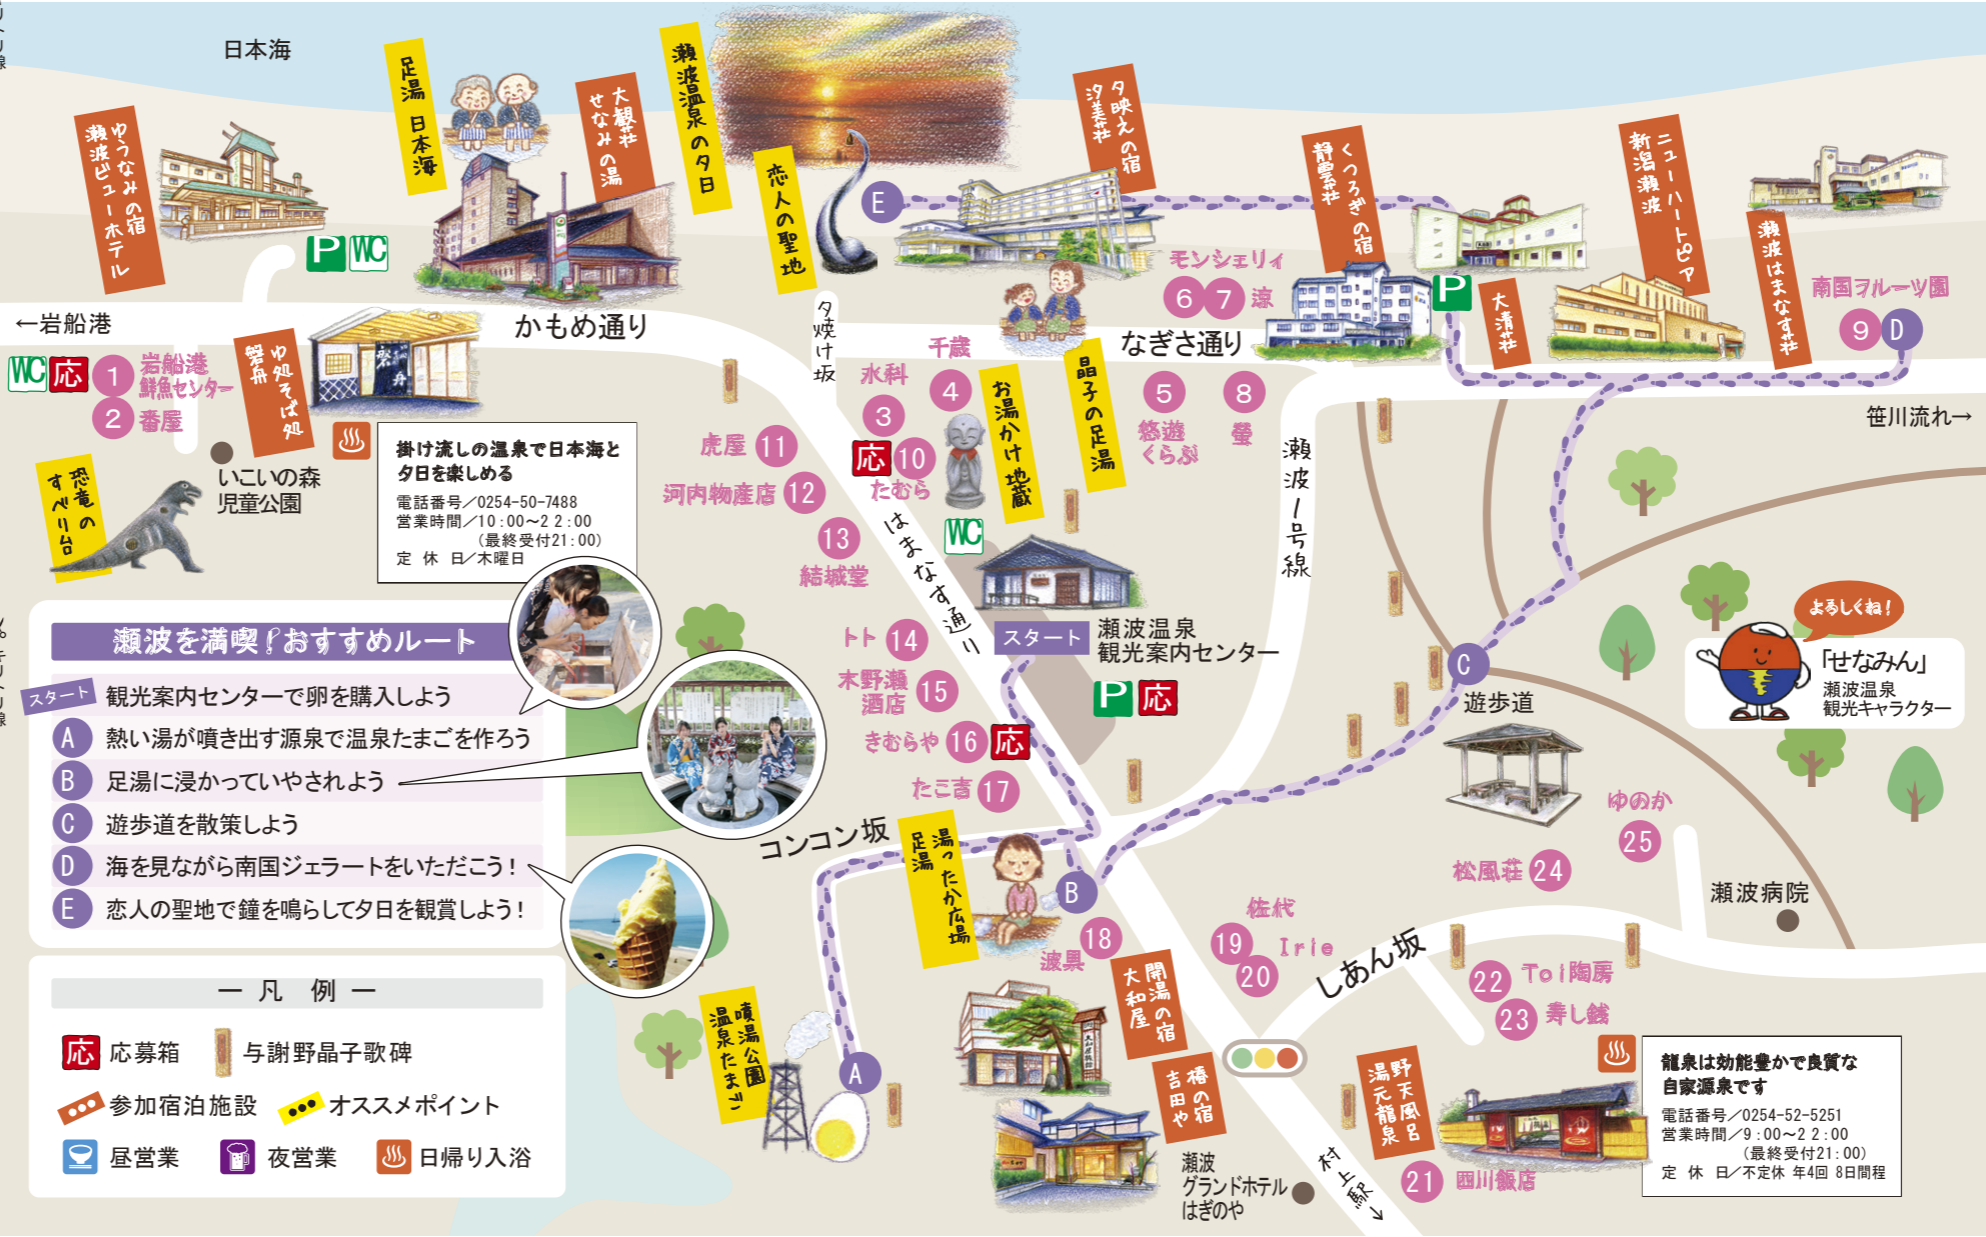 日本海
足湯 日本海
大観荘
せなみの湯
瀬波温泉の夕日
恋人の聖地
夕映えの宿
汐美荘
くつろぎの宿
静雲荘
ニューハートピア
新潟瀬波
瀬波はまなす荘
ゆうなみの宿
瀬波ビューホテル
P
WC
E
モンシェリィ
6
7
涼
P
大清荘
南国フルーツ園
9
D
←岩船港
かもめ通り
夕焼け坂
なぎさ通り
笹川流れ→
WC
応
1
岩船港
鮮魚センター
2
番屋
ゆ処そば処
磐舟
いこいの森
児童公園
恐竜の
すべり台
掛け流しの温泉で日本海と
夕日を楽しめる
電話番号／0254-50-7488
営業時間／10:00〜22:00
(最終受付21:00)
定 休 日／木曜日
千歳
4
水科
3
応
10
たむら
お湯かけ地蔵
晶子の足湯
5
悠遊
くらぶ
8
螢
虎屋
11
河内物産店
12
13
結城堂
WC
はまなす通り
瀬波1号線
スタート
瀬波温泉
観光案内センター
P
応
トト
14
木野瀬
酒店
15
きむらや
16
応
たこ吉
17
C
遊歩道
よろしくね！
「せなみん」
瀬波温泉
観光キャラクター
瀬波を満喫！おすすめルート
スタート
観光案内センターで卵を購入しよう
A
熱い湯が噴き出す源泉で温泉たまごを作ろう
B
足湯に浸かっていやされよう
C
遊歩道を散策しよう
D
海を見ながら南国ジェラートをいただこう！
E
恋人の聖地で鐘を鳴らして夕日を観賞しよう！
コンコン坂
湯ったか広場
足湯
B
18
波異
佐代
19
Irie
20
しあん坂
ゆのか
25
松風荘
24
瀬波病院
22
Toi陶房
23
寿し銭
開湯の宿
大和屋
椿の宿
吉田や
噴湯公園
温泉たまご
A
瀬波
グランドホテル
はぎのや
村上駅↓
野天風呂
湯元龍泉
21
四川飯店
龍泉は効能豊かで良質な
自家源泉です
電話番号／0254-52-5251
営業時間／9:00〜22:00
(最終受付21:00)
定 休 日／不定休 年4回 8日間程
― 凡 例 ―
応
応募箱
与謝野晶子歌碑
参加宿泊施設
オススメポイント
昼営業
夜営業
日帰り入浴